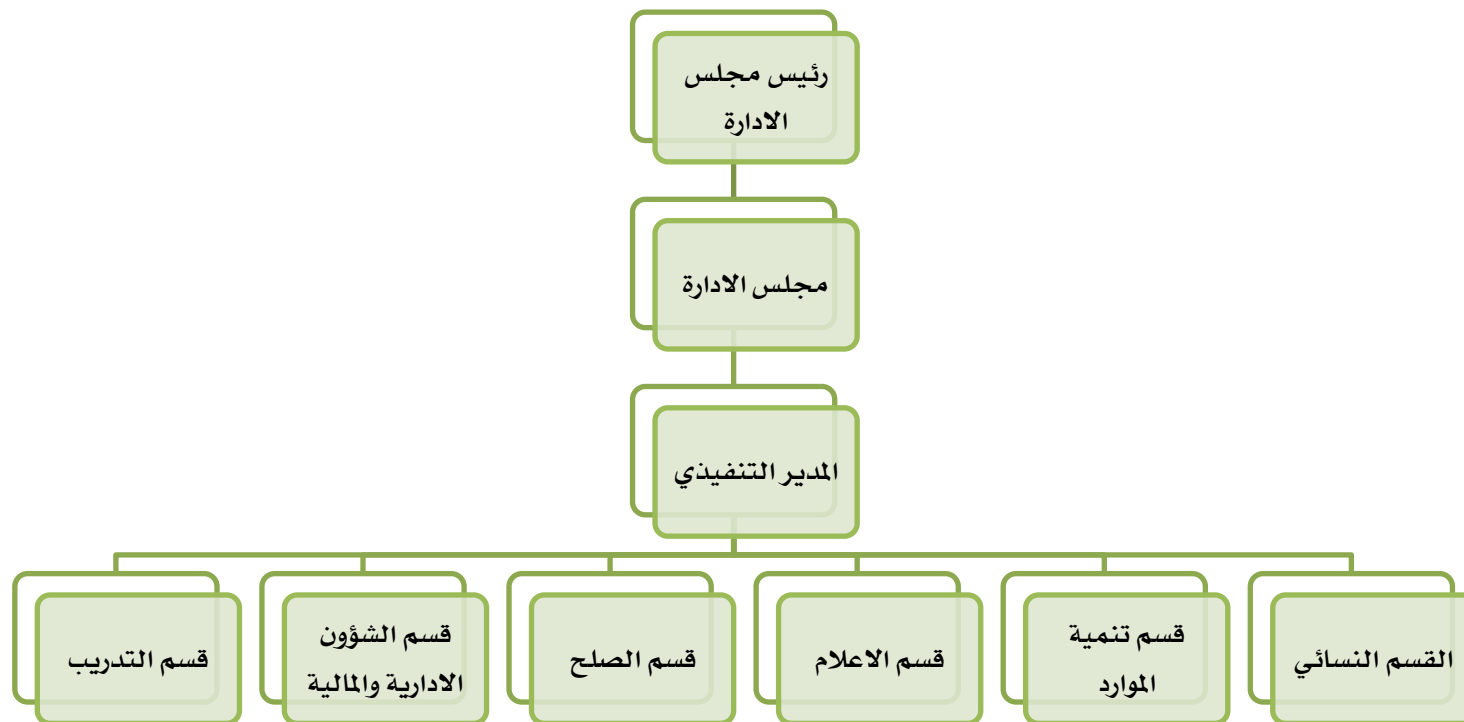 رئيس مجلس
الادارة
مجلس الادارة
المدير التنفيذي
القسم النسائي
قسم تنمية
الموارد
قسم الاعلام
قسم الصلح
قسم الشؤون
الادارية والمالية
قسم التدريب